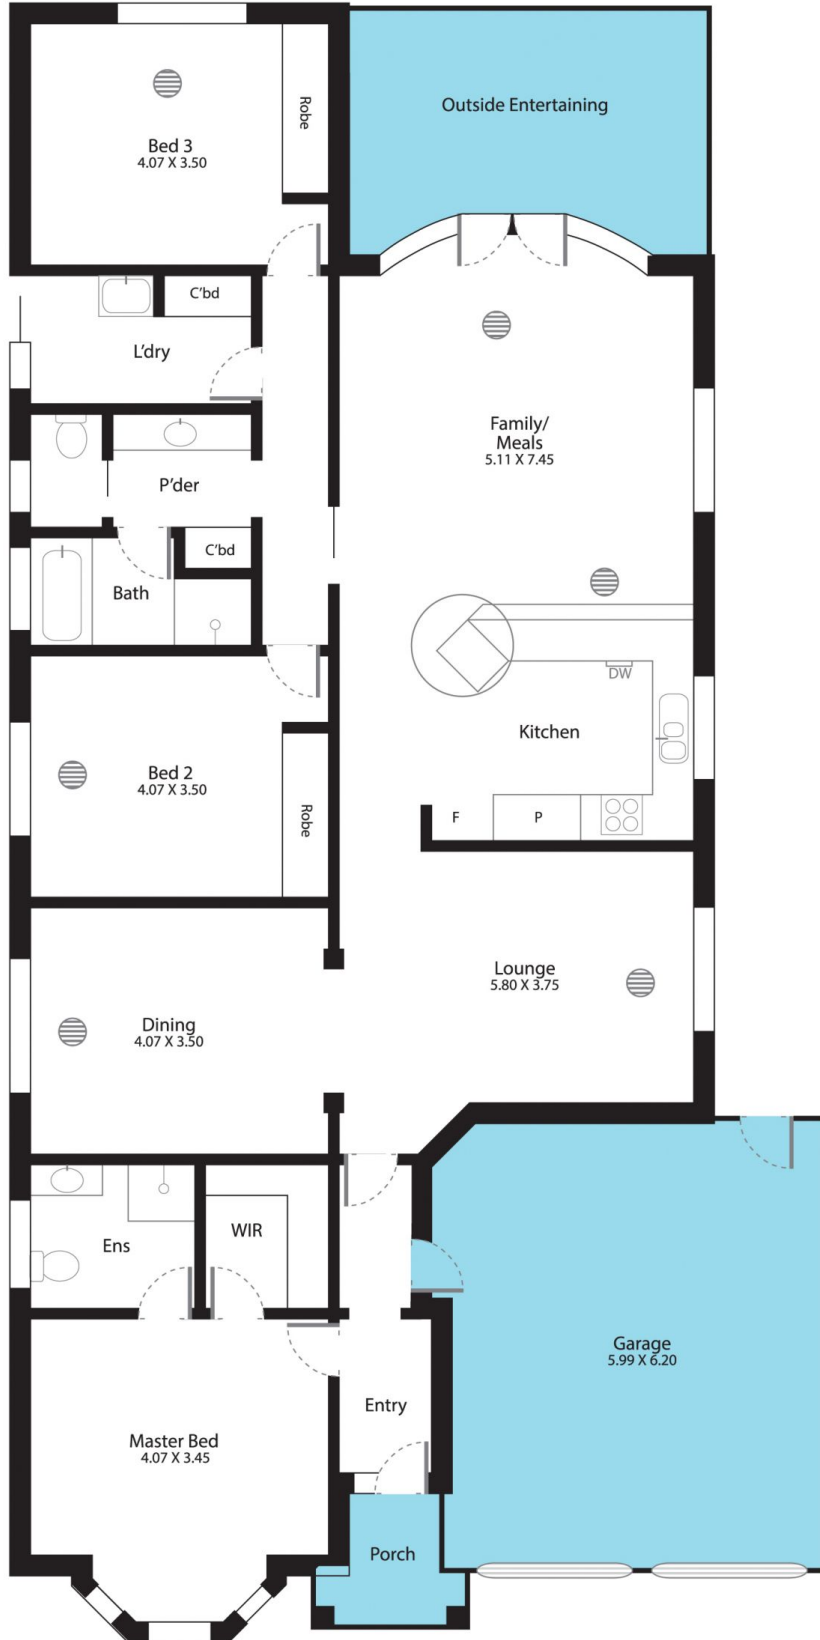 Bed 3
4.07 X 3.50
Robe
Outside Entertaining
C'bd
L'dry
Family/
Meals
5.11 X 7.45
P'der
C'bd
Bath
DW
Kitchen
Bed 2
4.07 X 3.50
Robe
F
P
Lounge
5.80 X 3.75
Dining
4.07 X 3.50
Ens
WIR
Garage
5.99 X 6.20
Entry
Master Bed
4.07 X 3.45
Porch